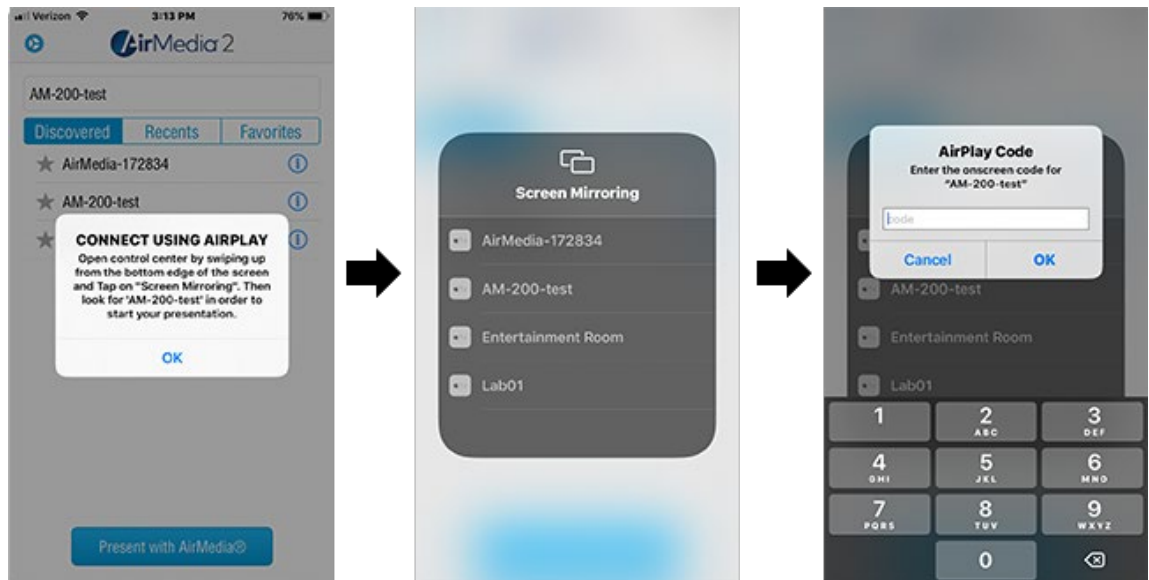 Verizon 3:13 PM 76%
AirMedia 2
AM-200-test
Discovered Recents Favorites
AirMedia-172834
AM-200-test
CONNECT USING AIRPLAY
Open control center by swiping up
from the bottom edge of the screen
and Tap on "Screen Mirroring". Then
look for 'AM-200-test' in order to
start your presentation.
OK
Present with AirMedia®
Screen Mirroring
AirMedia-172834
AM-200-test
Entertainment Room
Lab01
AirPlay Code
Enter the onscreen code for
"AM-200-test"
code
Cancel OK
AM-200-test
Entertainment Room
Lab01
1 2 3
ABC DEF
4 5 6
GHI JKL MNO
7 8 9
PQRS TUV WXYZ
0